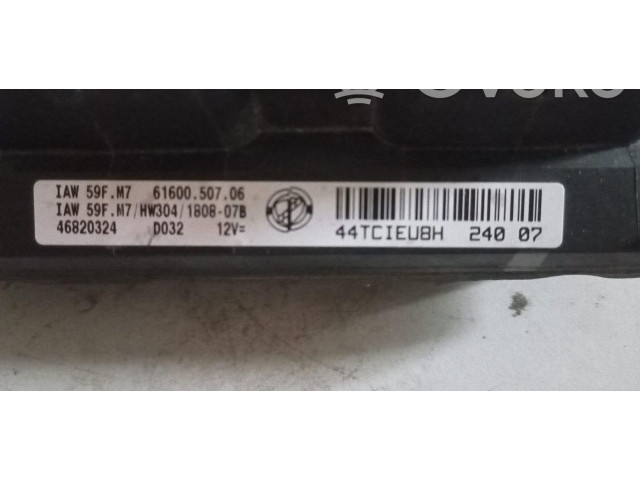 IAW 59F.M7 61600.507.06
IAW 59F.M7/HW304/1808-07B
46820324 D032 12V=
44TCIEU8H 240 07